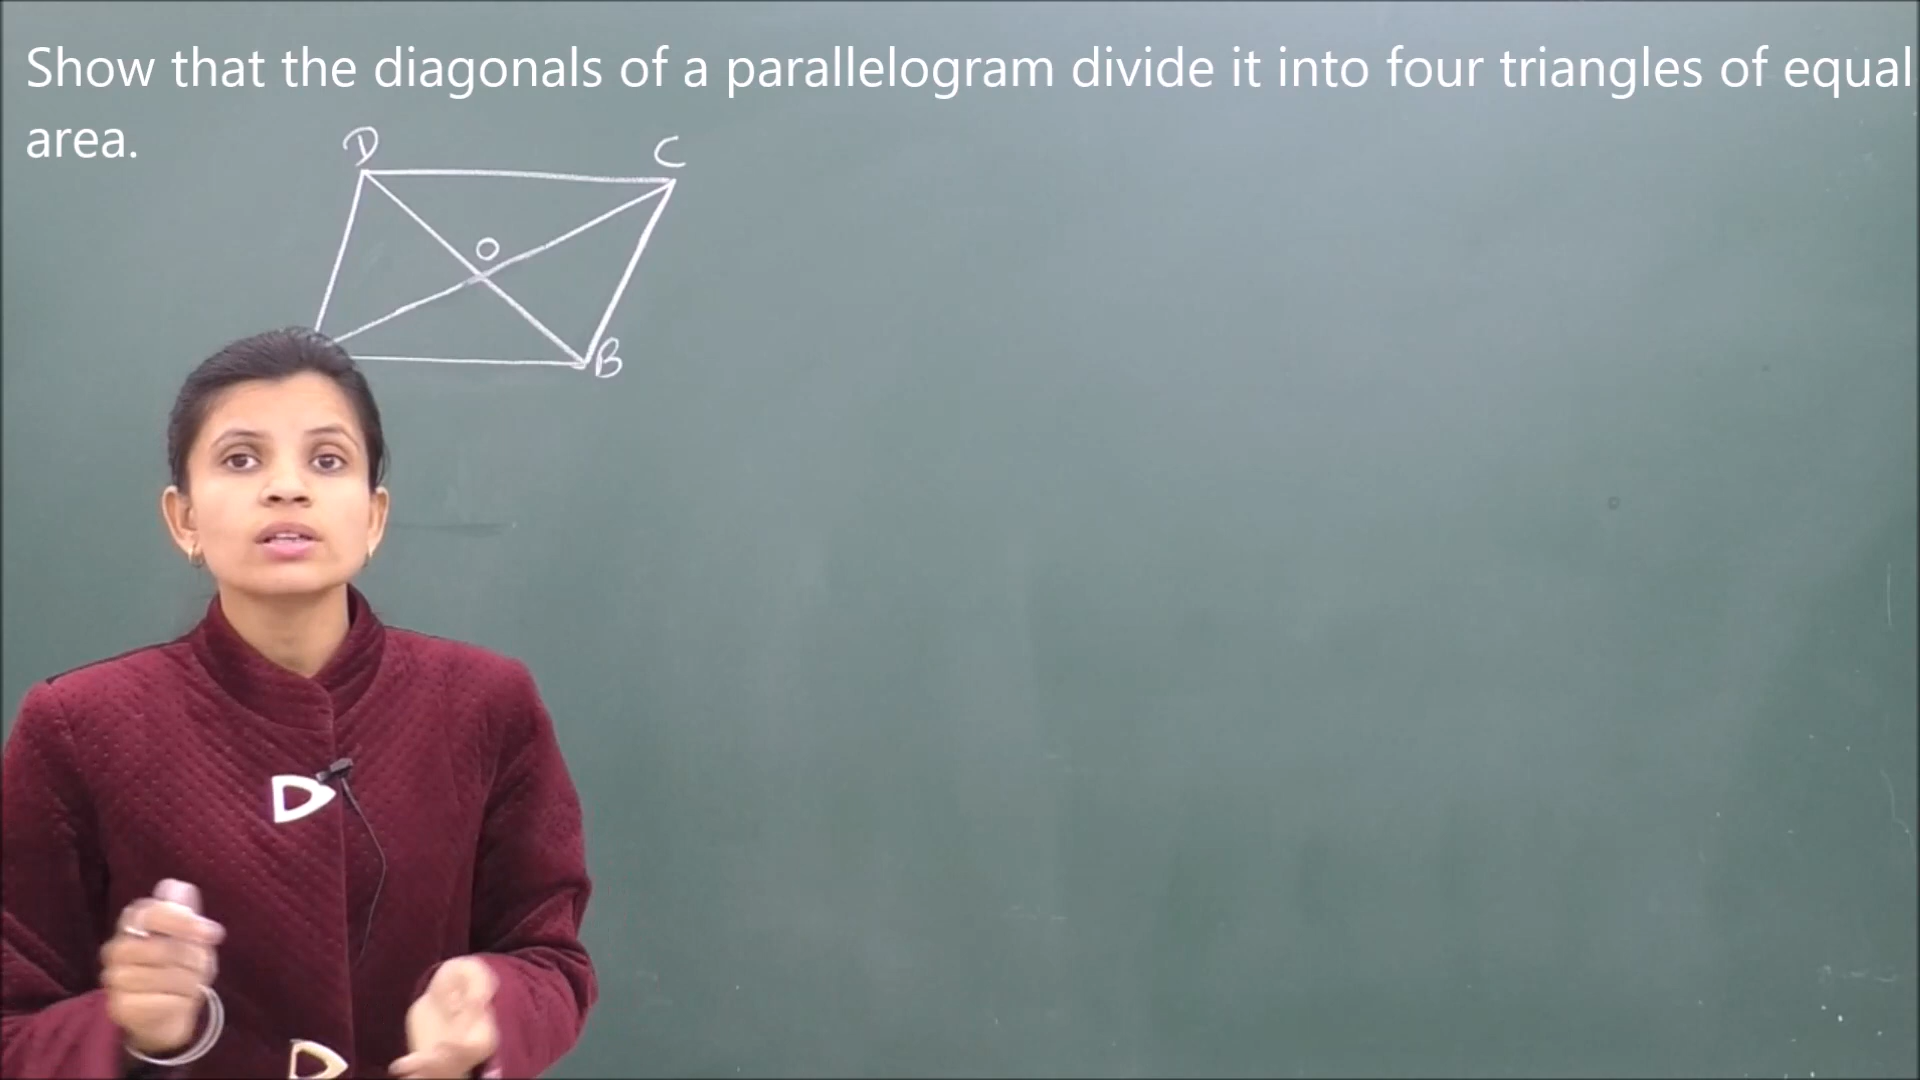 Show that the diagonals of a parallelogram divide it into four triangles of equal
area.
D
C
O
B